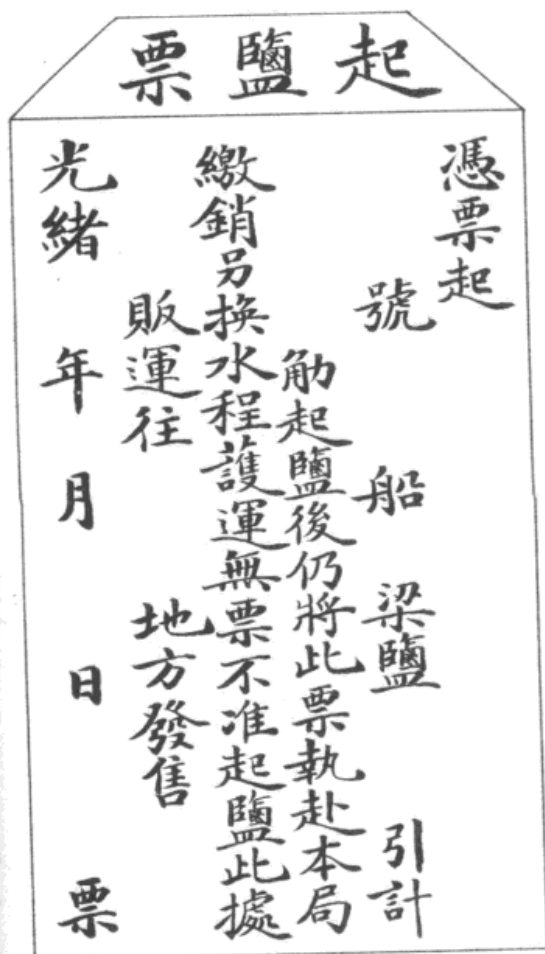 起鹽票
憑票起
號 船 梁鹽 引計
觔起鹽後仍將此票執赴本局
繳銷另換水程護運無票不准起鹽此據
販運往 地方發售
光緒 年 月 日 票